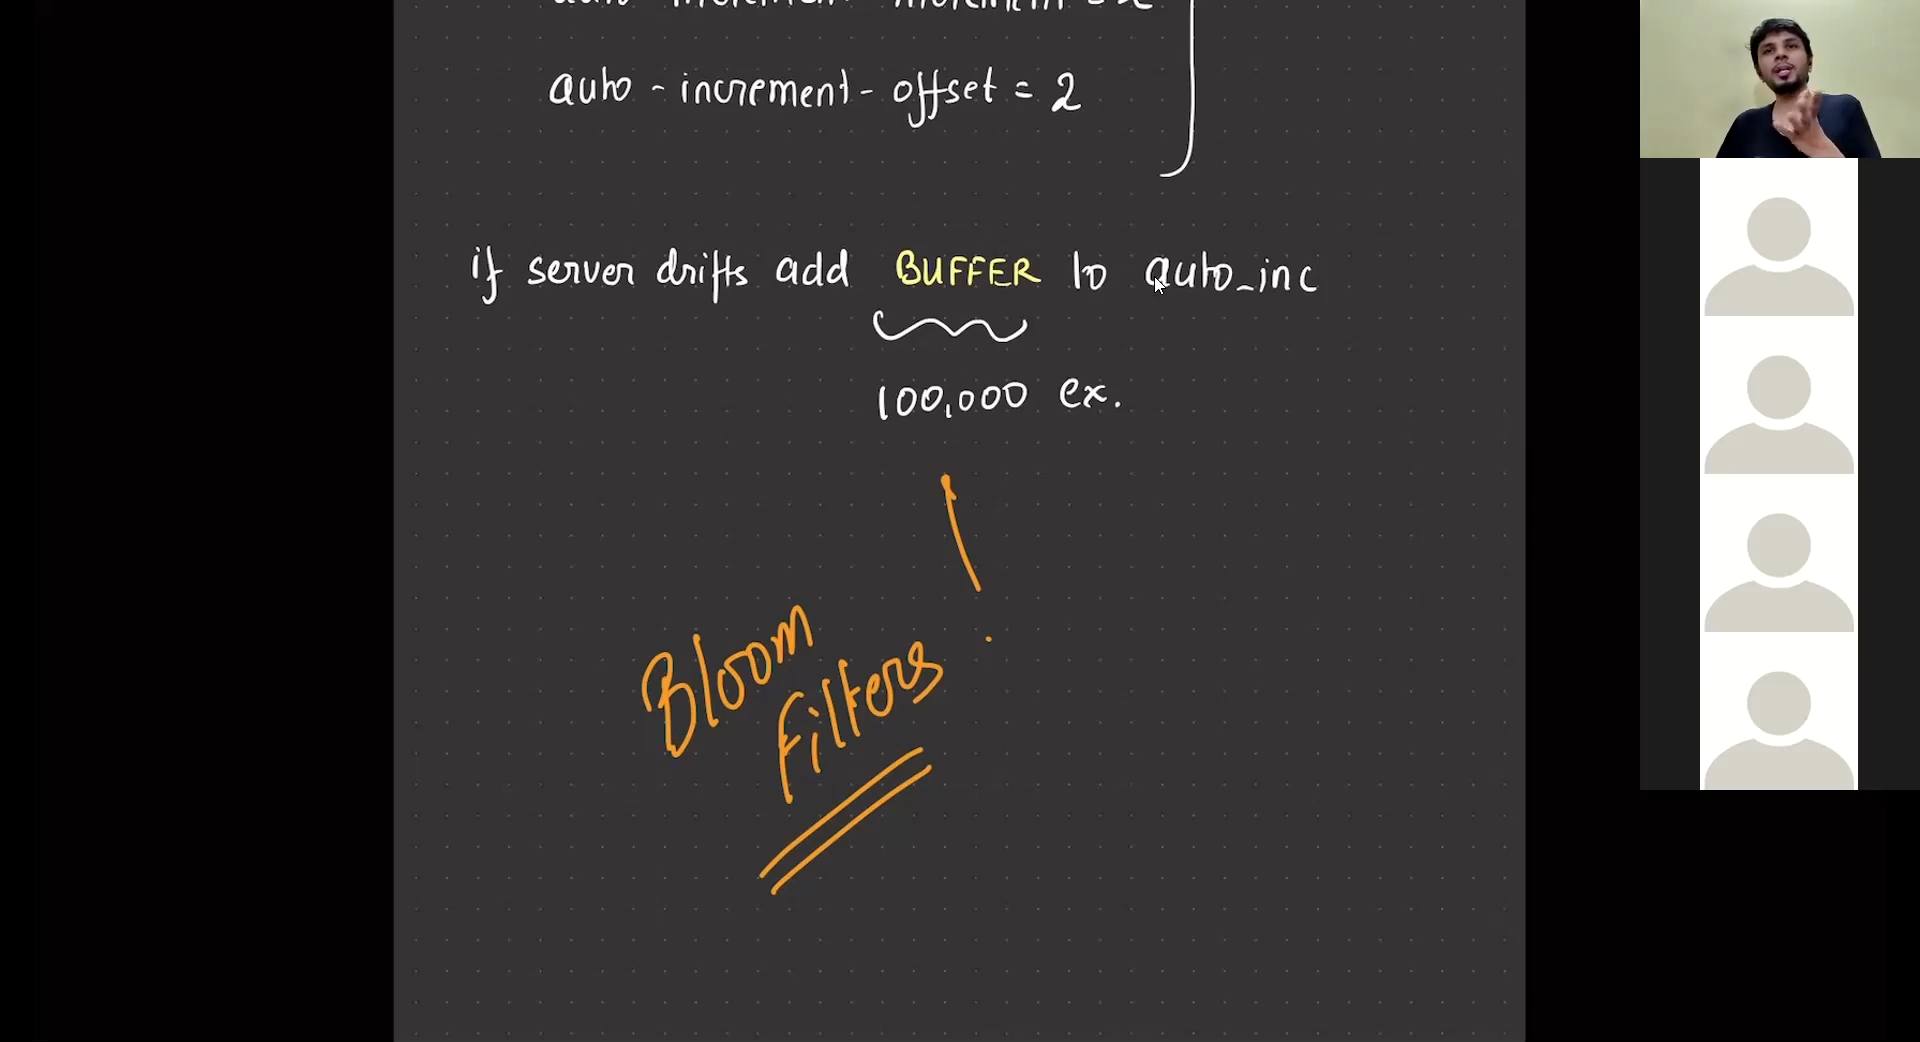 auto - increment - offset = 2
if server drifts add BUFFER to auto_inc
100,000 ex.
Bloom
Filters